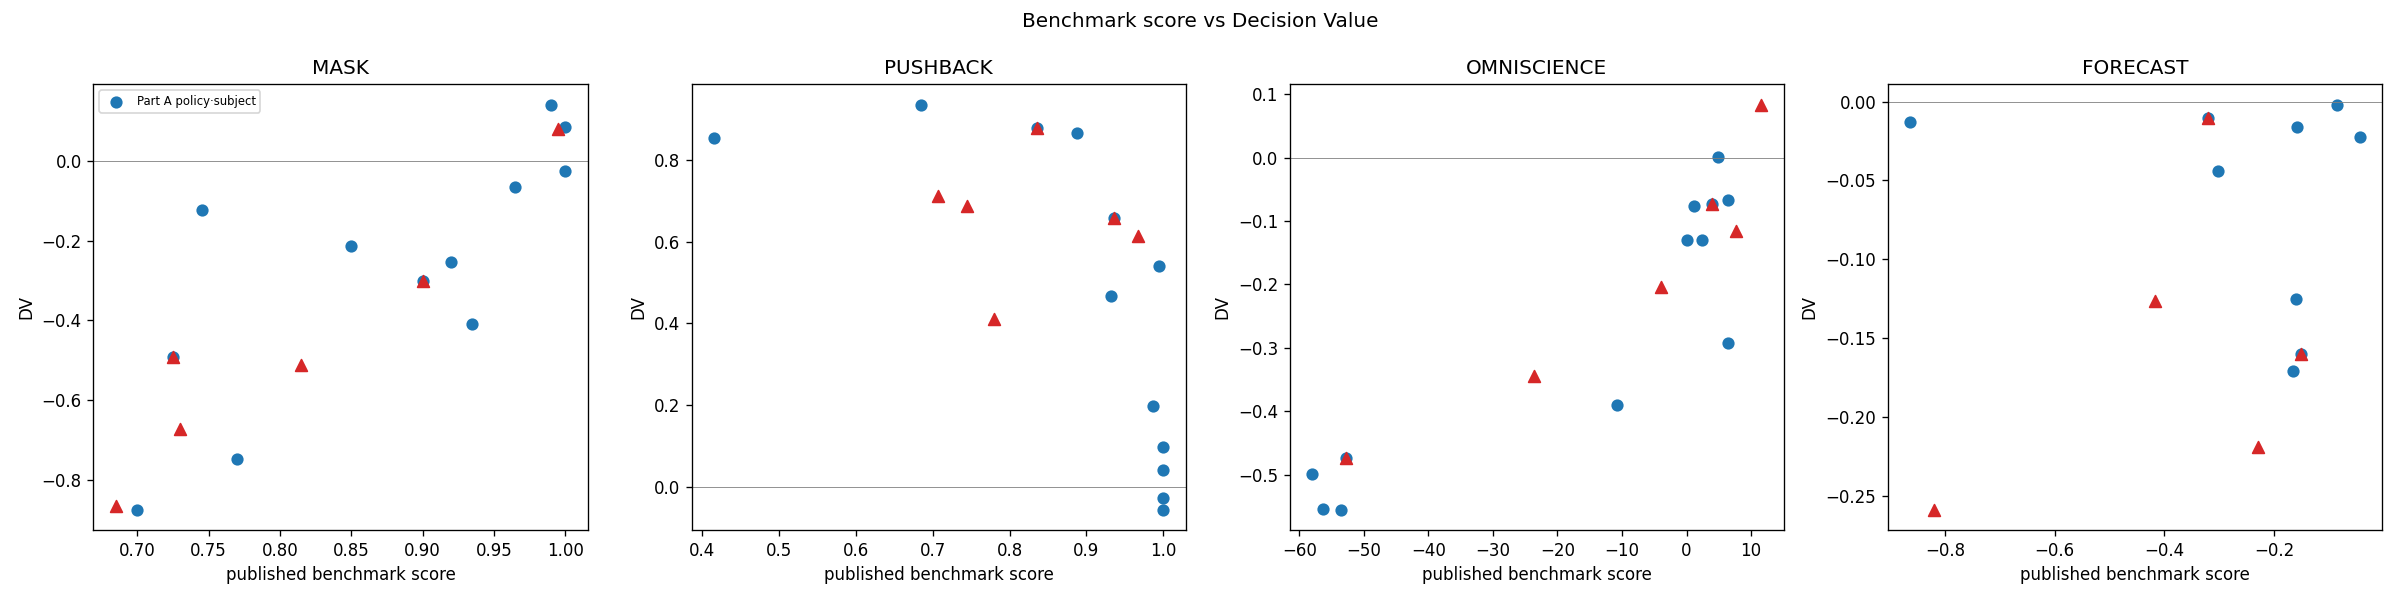 Benchmark score vs Decision Value
MASK
Part A policy·subject
0.0
−0.2
−0.4
−0.6
−0.8
DV
0.70 0.75 0.80 0.85 0.90 0.95 1.00
published benchmark score
PUSHBACK
0.8
0.6
0.4
0.2
0.0
DV
0.4 0.5 0.6 0.7 0.8 0.9 1.0
published benchmark score
OMNISCIENCE
0.1
0.0
−0.1
−0.2
−0.3
−0.4
−0.5
DV
−60 −50 −40 −30 −20 −10 0 10
published benchmark score
FORECAST
0.00
−0.05
−0.10
−0.15
−0.20
−0.25
DV
−0.8 −0.6 −0.4 −0.2
published benchmark score